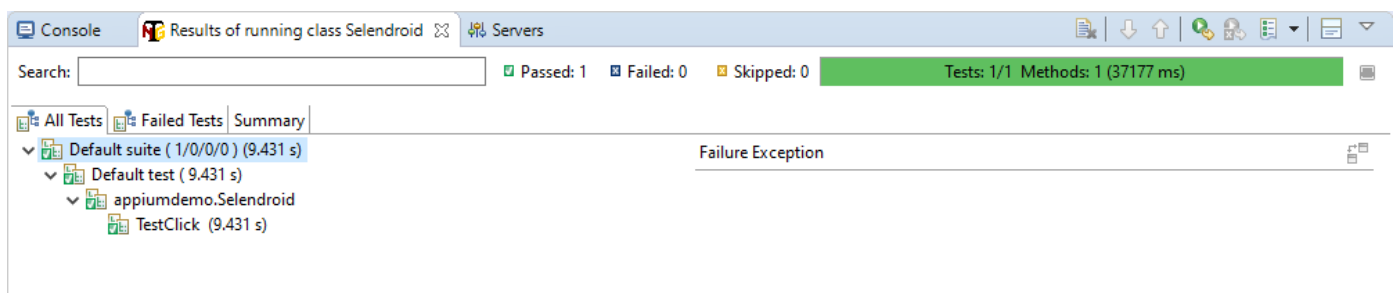 Console Results of running class Selendroid Servers
Search: Passed: 1 Failed: 0 Skipped: 0 Tests: 1/1 Methods: 1 (37177 ms)
All Tests Failed Tests Summary
Default suite ( 1/0/0/0 ) (9.431 s)
Failure Exception
Default test ( 9.431 s)
appiumdemo.Selendroid
TestClick (9.431 s)